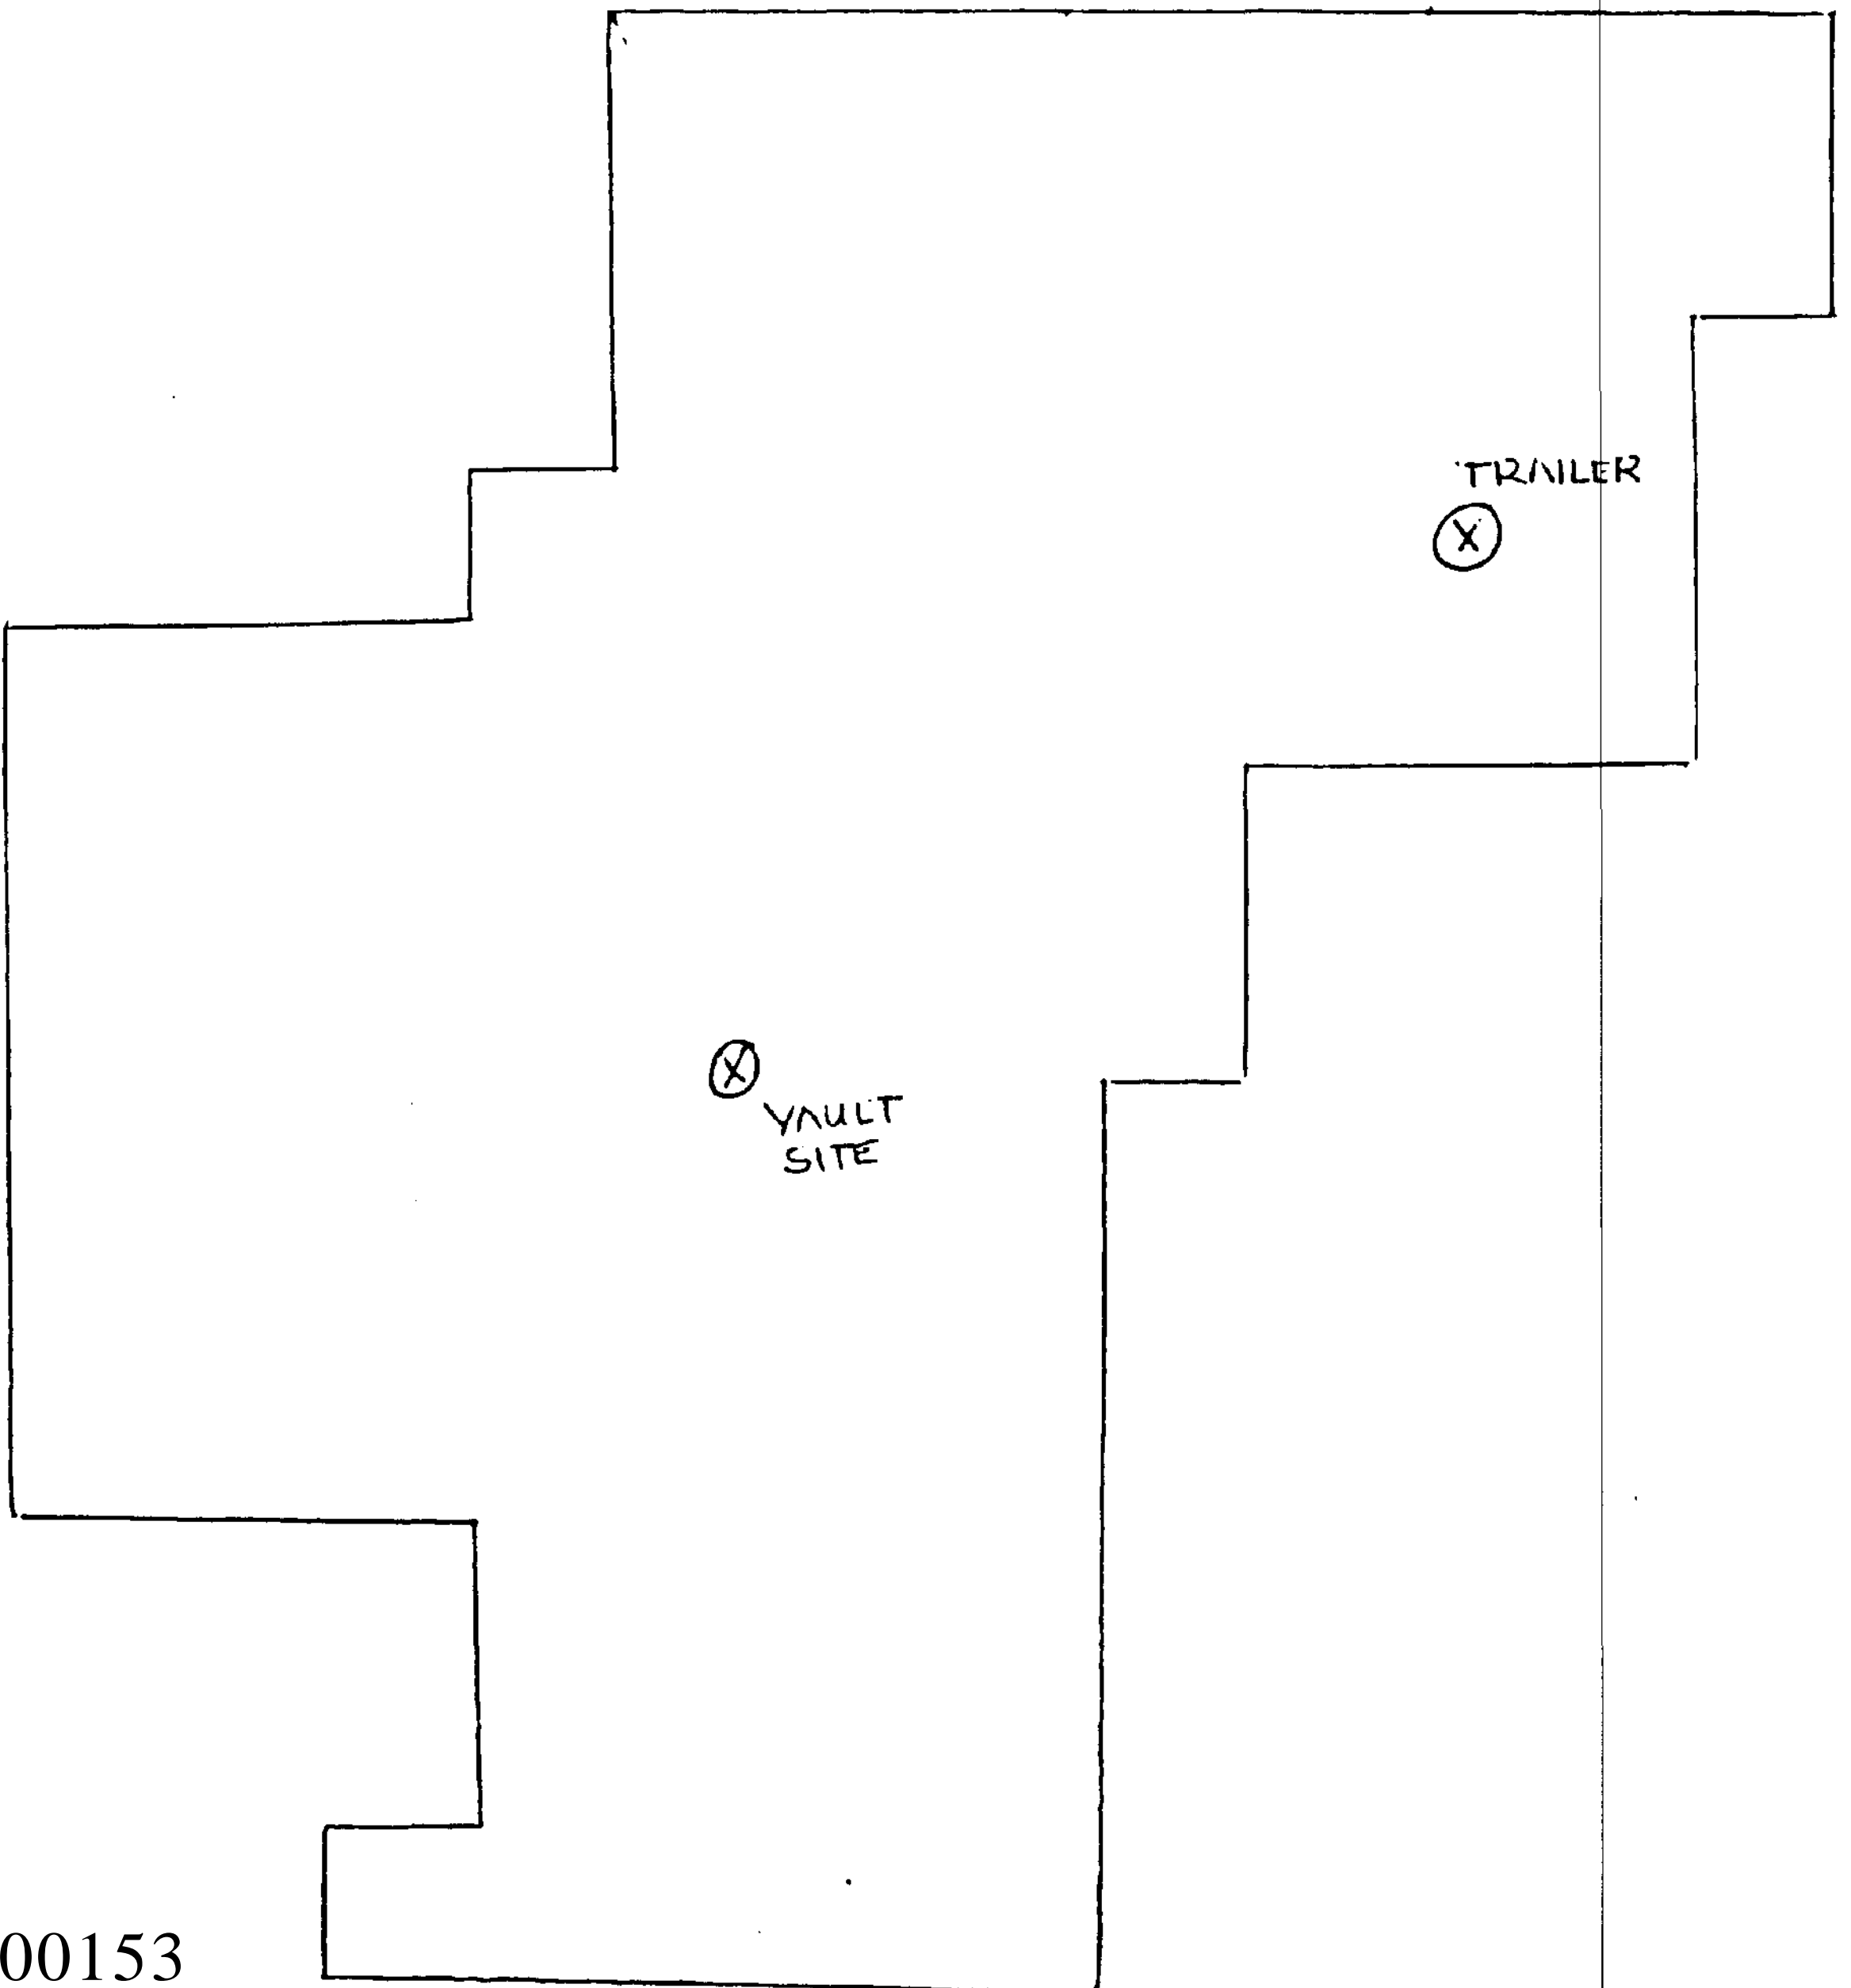 TRAILER
X
X
VAULT
SITE
00153